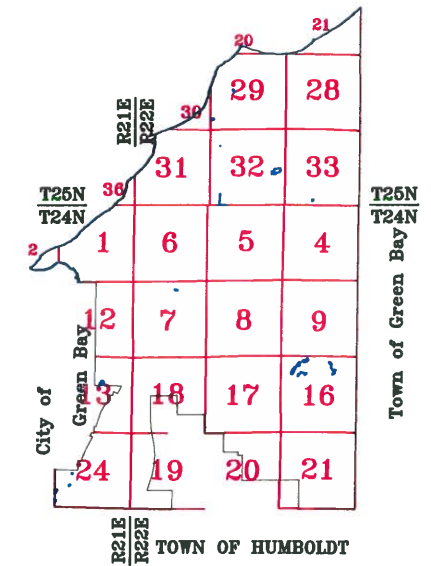 21
20
29 28
30
R21E
R22E
31 32 33
36
T25N
T24N
T25N
T24N
2 1 6 5 4
12 7 8 9
13 18 17 16
24 19 20 21
City of
Green Bay
Town of Green Bay
R21E
R22E
TOWN OF HUMBOLDT